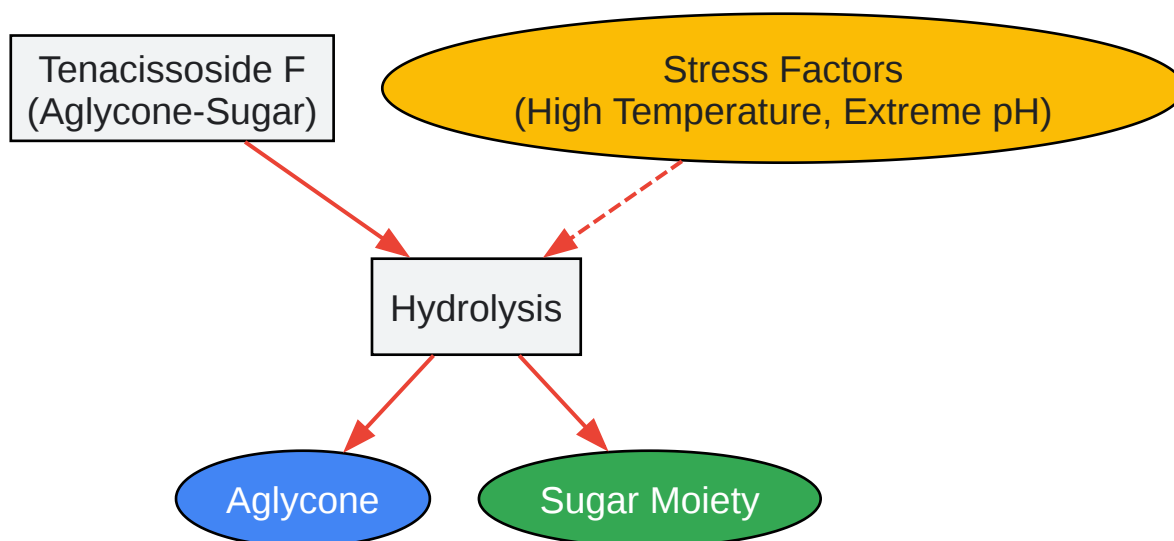 Tenacissoside F
(Aglycone-Sugar)
Stress Factors
(High Temperature, Extreme pH)
Hydrolysis
Aglycone
Sugar Moiety